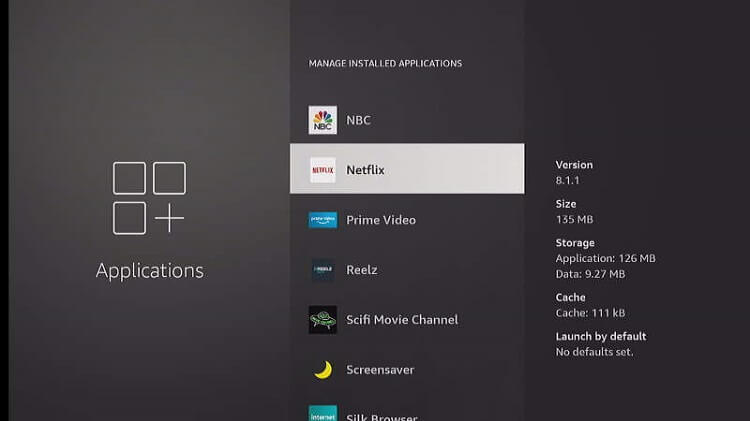 MANAGE INSTALLED APPLICATIONS
NBC
NBC
NETFLIX
Netflix
prime video
Prime Video
REELZ
Reelz
Scifi Movie Channel
Screensaver
internet
Silk Browser
Applications
Version
8.1.1
Size
135 MB
Storage
Application: 126 MB
Data: 9.27 MB
Cache
Cache: 111 kB
Launch by default
No defaults set.